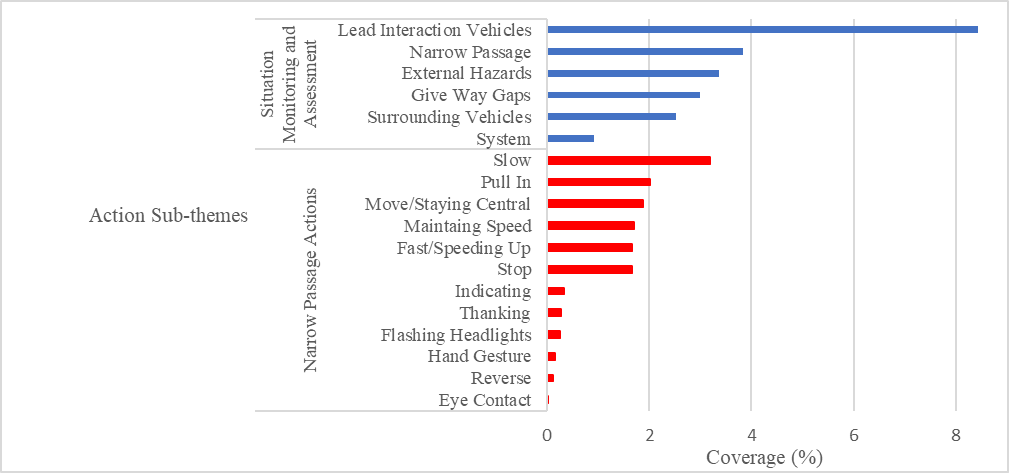 Action Sub-themes
Situation
Monitoring and
Assessment
Lead Interaction Vehicles
Narrow Passage
External Hazards
Give Way Gaps
Surrounding Vehicles
System
Narrow Passage Actions
Slow
Pull In
Move/Staying Central
Maintaing Speed
Fast/Speeding Up
Stop
Indicating
Thanking
Flashing Headlights
Hand Gesture
Reverse
Eye Contact
0 2 4 6 8
Coverage (%)